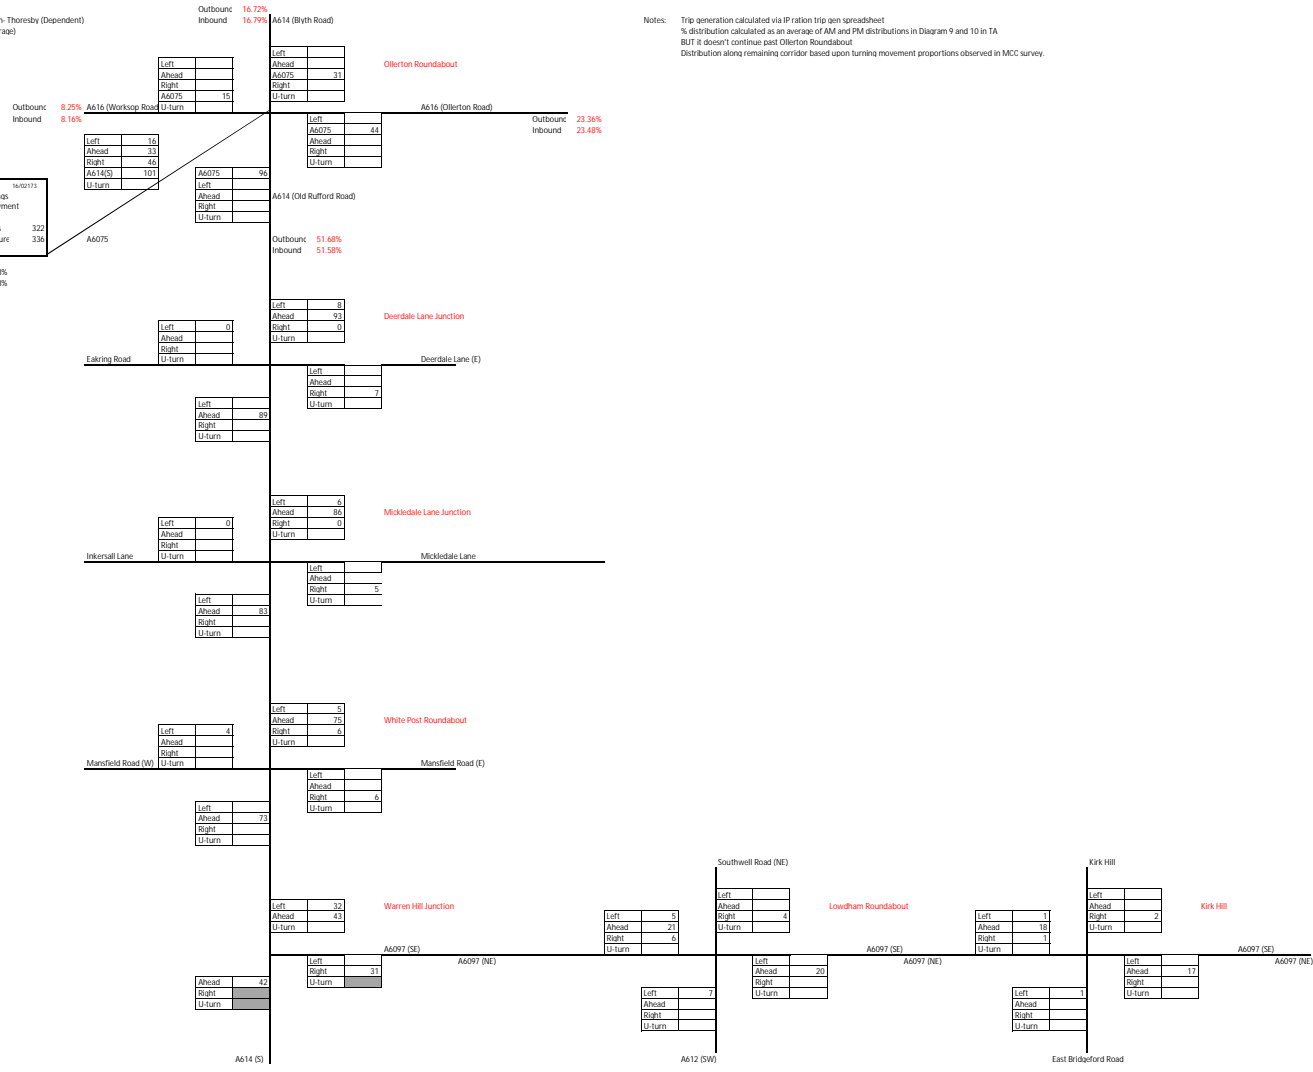 Outbounc 16.72%
Inbound 16.79% A614 (Blyth Road)
n- Thoresby (Dependent)
rage)
Notes: Trip generation calculated via IP ration trip gen spreadsheet
% distribution calculated as an average of AM and PM distributions in Diagram 9 and 10 in TA
BUT it doesn't continue past Ollerton Roundabout
Distribution along remaining corridor based upon turning movement proportions observed in MCC survey.
Left
Ahead
A6075 31
Right
U-turn
Ollerton Roundabout
Left
Ahead
Right
A6075 15
U-turn
Outbounc 8.25% A616 (Worksop Road
Inbound 8.16%
A616 (Ollerton Road)
Outbounc 23.36%
Inbound 23.48%
Left
A6075 44
Ahead
Right
U-turn
Left 16
Ahead 33
Right 46
A614(S) 101
U-turn
A6075 96
Left
Ahead
Right
U-turn
A614 (Old Rufford Road)
16/02173
ngs
ment
s 322
ure 336
A6075
Outbounc 51.68%
Inbound 51.58%
3%
3%
Left 8
Ahead 93
Right 0
U-turn
Deerdale Lane Junction
Left 0
Ahead
Right
U-turn
Eakring Road
Deerdale Lane (E)
Left
Ahead
Right 7
U-turn
Left
Ahead 89
Right
U-turn
Left 6
Ahead 86
Right 0
U-turn
Mickledale Lane Junction
Left 0
Ahead
Right
U-turn
Inkersall Lane
Mickledale Lane
Left
Ahead
Right 5
U-turn
Left
Ahead 83
Right
U-turn
Left 5
Ahead 75
Right 6
U-turn
White Post Roundabout
Left 4
Ahead
Right
U-turn
Mansfield Road (W)
Mansfield Road (E)
Left
Ahead
Right 6
U-turn
Left
Ahead 73
Right
U-turn
Left 32
Ahead 43
U-turn
Warren Hill Junction
A6097 (SE)
A6097 (NE)
Left
Right 31
U-turn
Ahead 42
Right
U-turn
A614 (S)
Southwell Road (NE)
Left
Ahead
Right 4
U-turn
Lowdham Roundabout
Left 5
Ahead 21
Right 6
U-turn
A6097 (SE)
A6097 (NE)
Left
Ahead 20
Right
U-turn
Left 7
Ahead
Right
U-turn
A612 (SW)
Kirk Hill
Left
Ahead
Right 2
U-turn
Kirk Hill
Left 1
Ahead 18
Right 1
U-turn
A6097 (SE)
A6097 (NE)
Left
Ahead 17
Right
U-turn
Left 1
Ahead
Right
U-turn
East Bridgeford Road